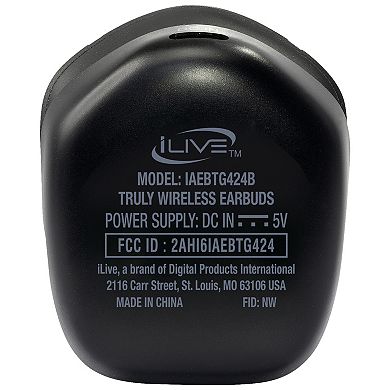 iLIVE™
MODEL: IAEBTG424B
TRULY WIRELESS EARBUDS
POWER SUPPLY: DC IN ⎓ 5V
FCC ID : 2AHI6IAEBTG424
iLive, a brand of Digital Products International
2116 Carr Street, St. Louis, MO 63106 USA
MADE IN CHINA FID: NW